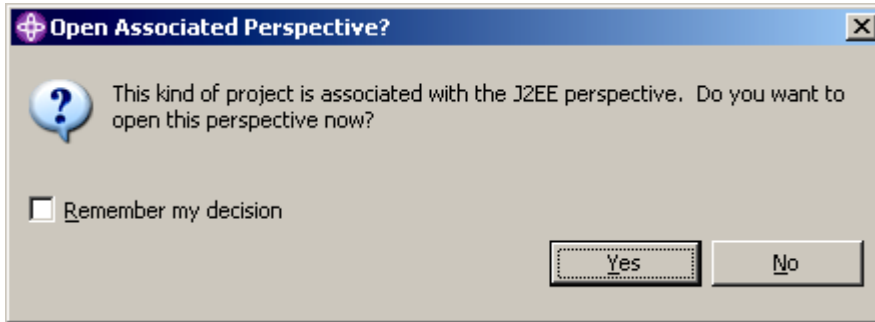 Open Associated Perspective?
This kind of project is associated with the J2EE perspective.  Do you want to
open this perspective now?
Remember my decision
Yes No